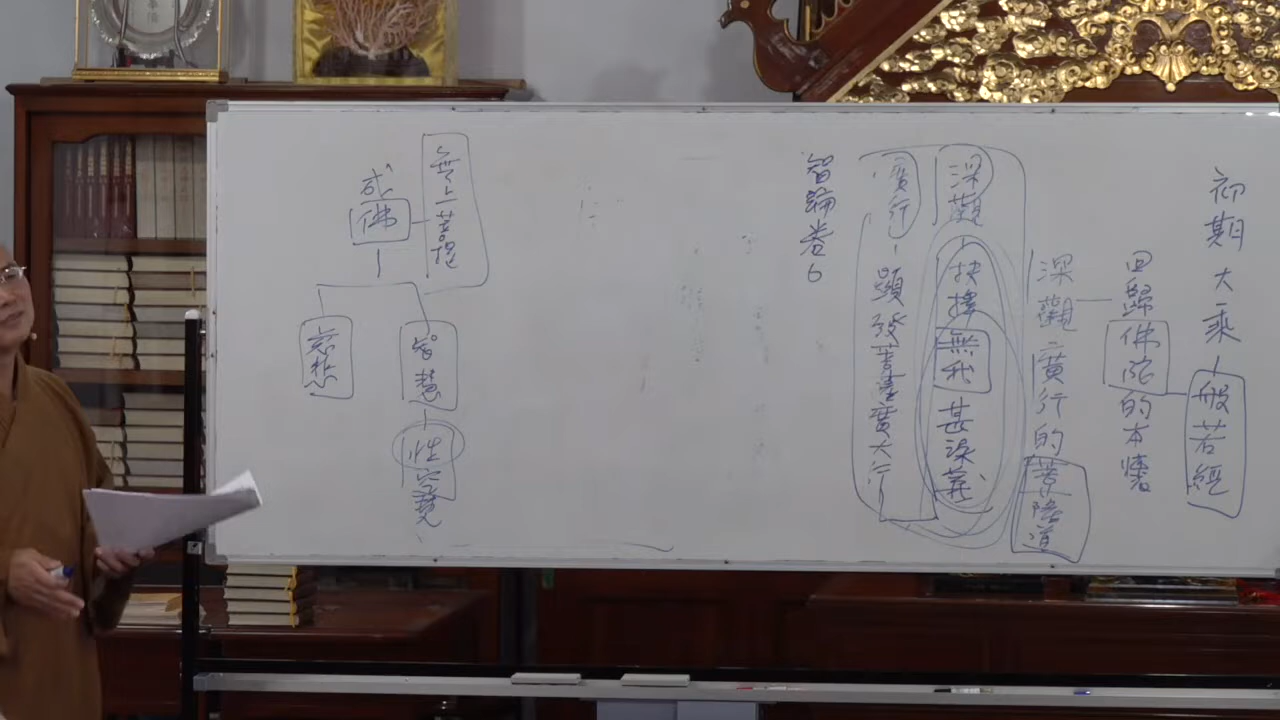 初期大乘-般若經
回歸佛陀的本懷
深觀廣行的菩薩道
深觀-抉擇無我甚深義
廣行-顯發菩薩廣大行
智論卷6
無上菩提
成佛
智慧-性空慧
慈悲